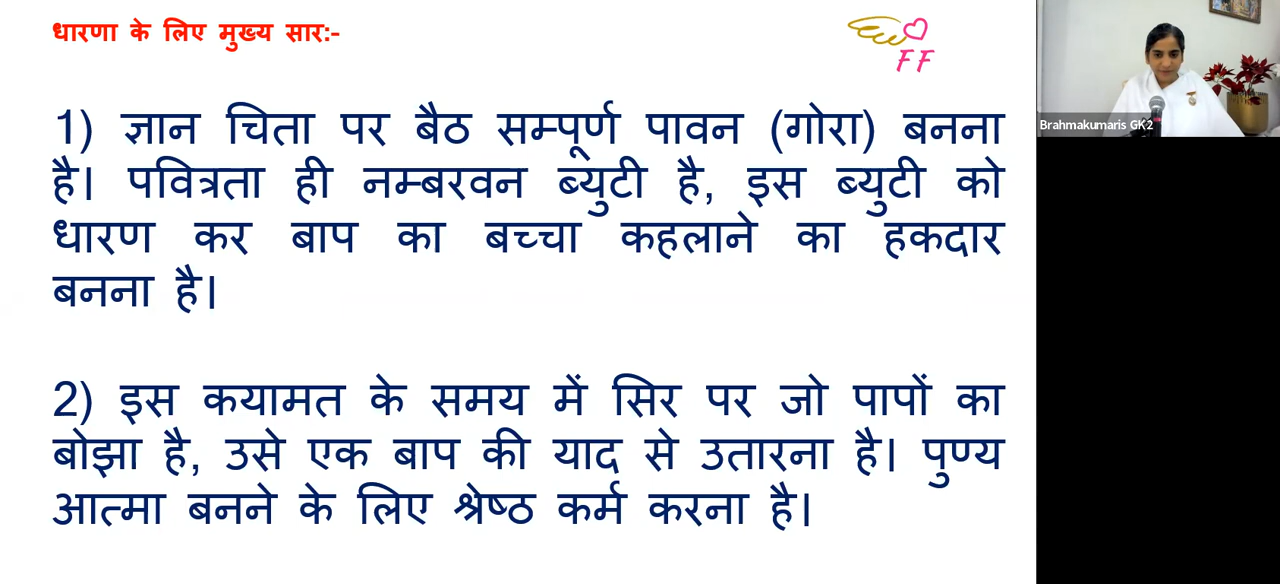 धारणा के लिए मुख्य सार:-
FF
1) ज्ञान चिता पर बैठ सम्पूर्ण पावन (गोरा) बनना
है। पवित्रता ही नम्बरवन ब्युटी है, इस ब्युटी को
धारण कर बाप का बच्चा कहलाने का हकदार
बनना है।
2) इस कयामत के समय में सिर पर जो पापों का
बोझा है, उसे एक बाप की याद से उतारना है। पुण्य
आत्मा बनने के लिए श्रेष्ठ कर्म करना है।
Brahmakumaris GK2